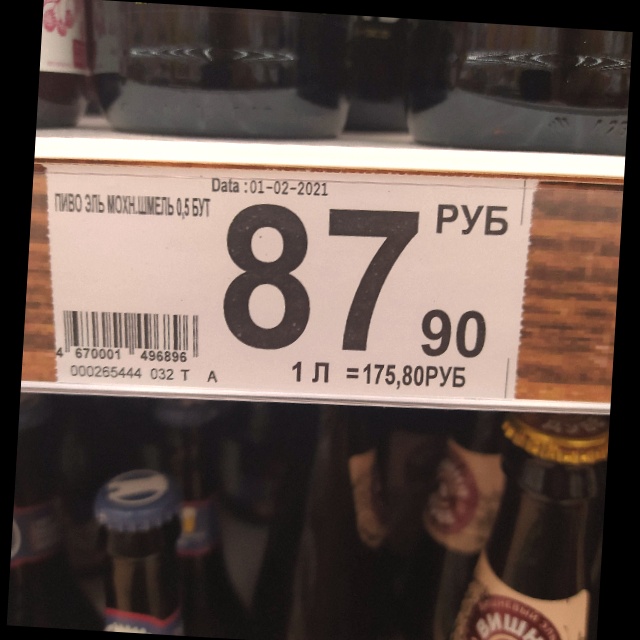 Data :01-02-2021
ПИВО ЭЛЬ МОХН.ШМЕЛЬ 0,5 БУТ
87 90 РУБ
4 670001 496896
000265444 032 Т А
1 Л =175,80РУБ